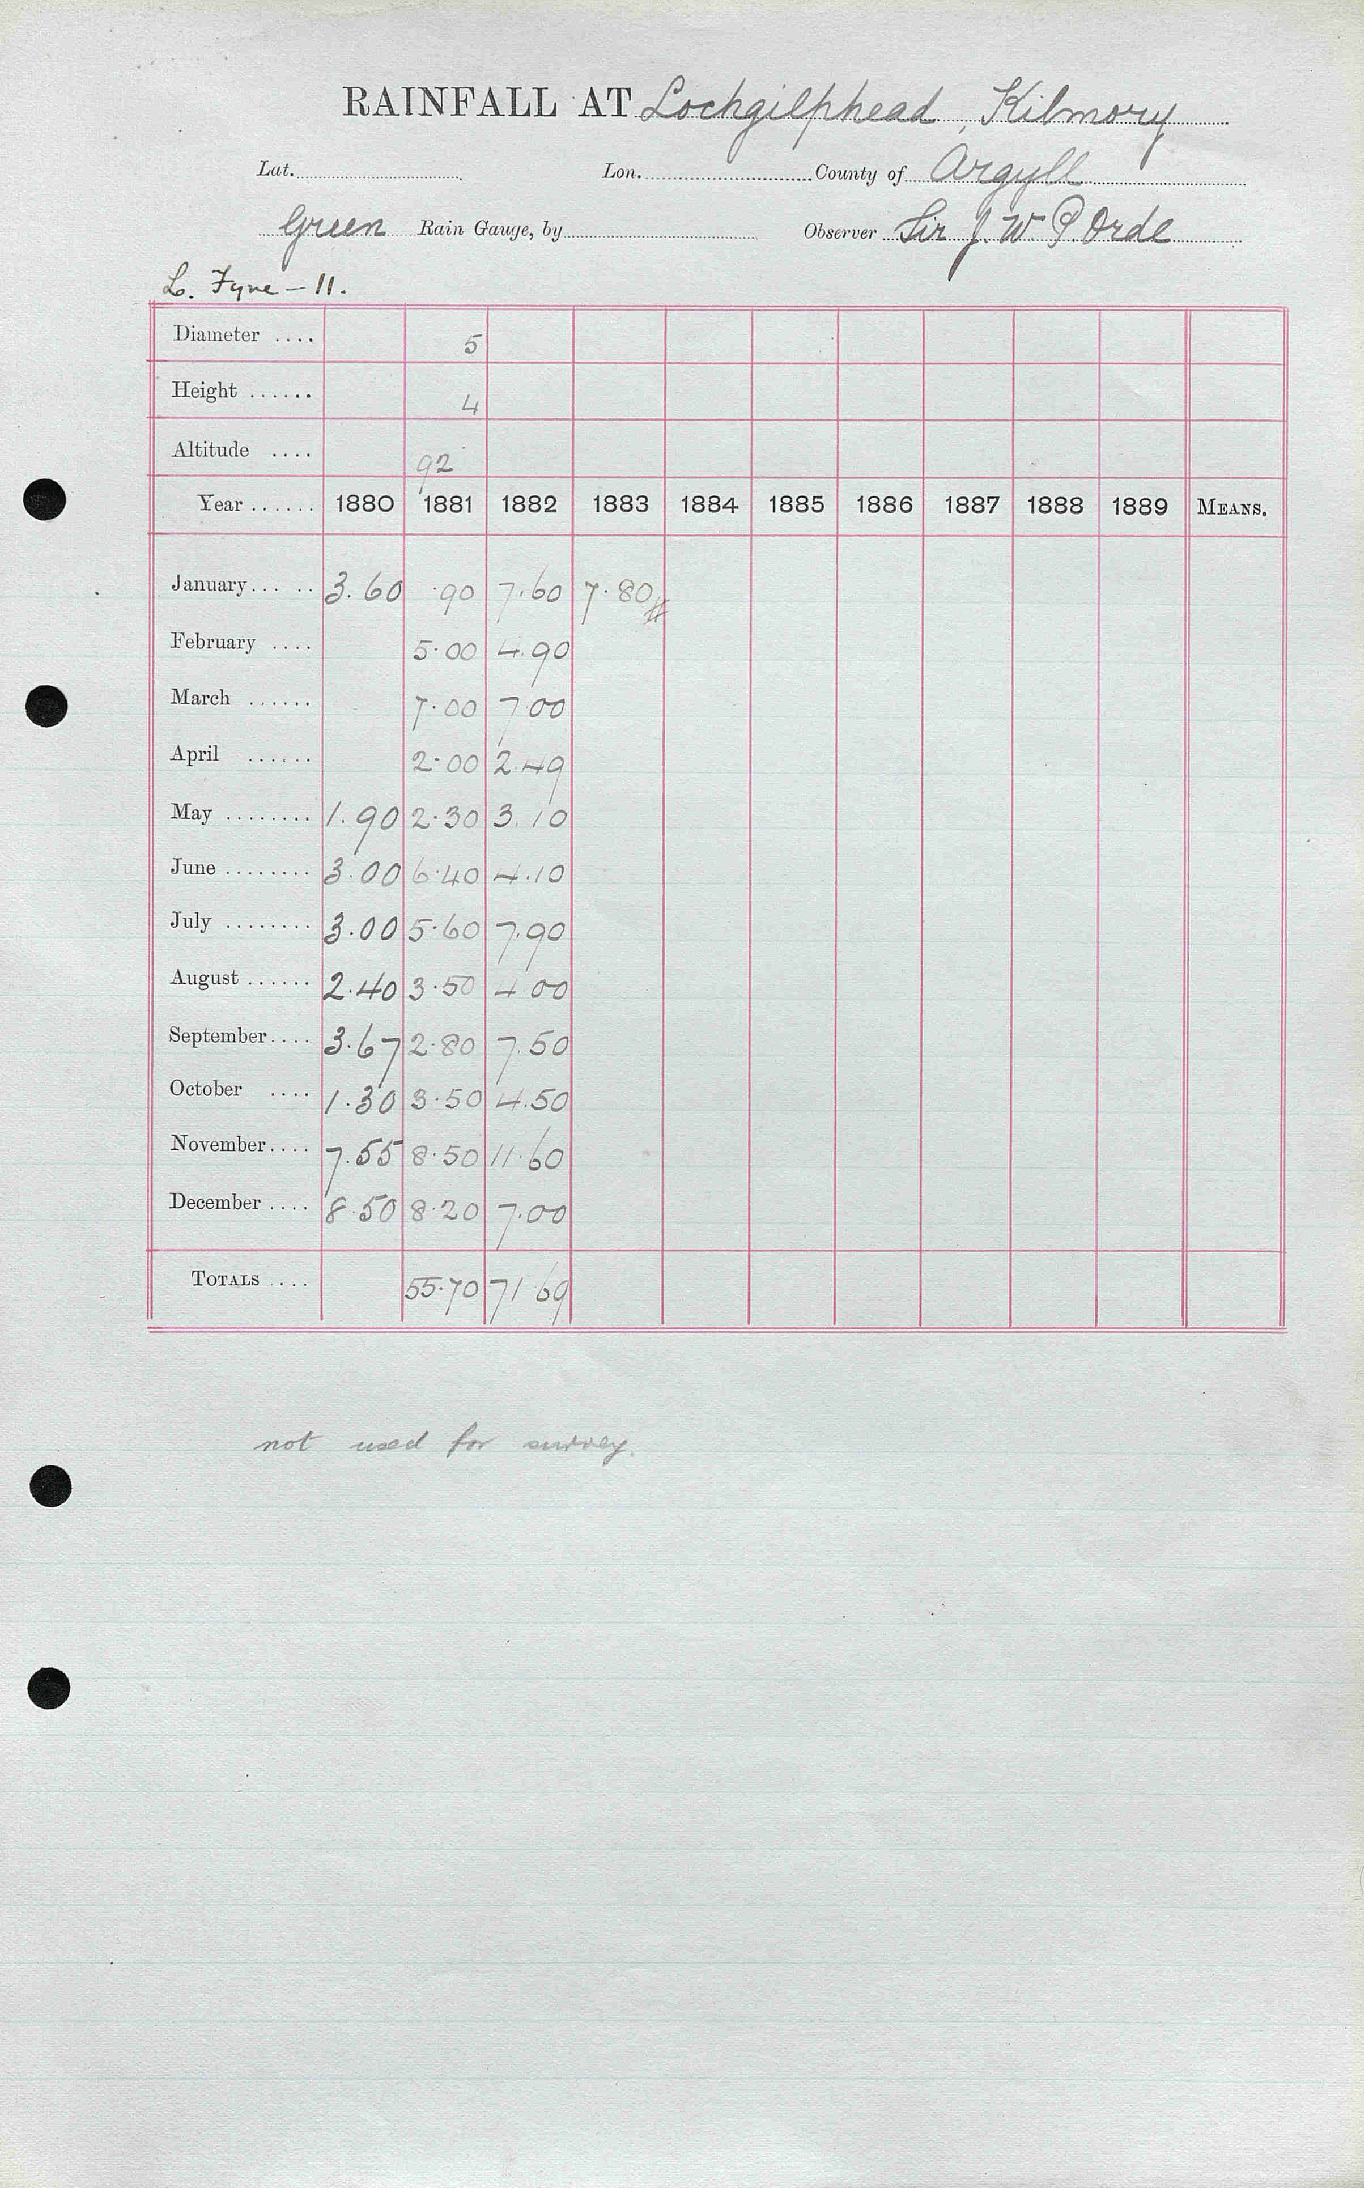 RAINFALL AT Lochgilphead, Kilmory
Lat. Lon. County of Argyll
Green Rain Gauge, by Observer Sir J. W. P. Orde
L. Fyne - 11.
Diameter .... 5
Height ...... 4
Altitude .... 92
Year ...... 1880 1881 1882 1883 1884 1885 1886 1887 1888 1889 MEANS.
January ... .. 3.60 .90 7.60 7.80 #
February .... 5.00 4.90
March ...... 7.00 7.00
April ...... 2.00 2.49
May ........ 1.90 2.30 3.10
June ........ 3.00 6.40 4.10
July ........ 3.00 5.60 7.90
August ...... 2.40 3.50 4 00
September .... 3.67 2.80 7.50
October .... 1.30 3.50 4.50
November .... 7.55 8.50 11.60
December .... 8.50 8.20 7.00
TOTALS .... 55.70 71.69
not used for survey.